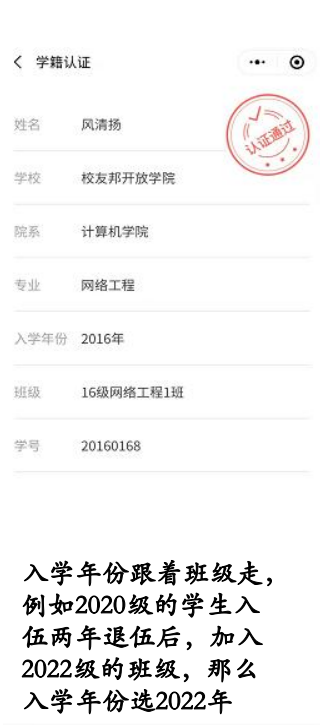 学籍认证
姓名 风清扬
认证通过
学校 校友邦开放学院
院系 计算机学院
专业 网络工程
入学年份 2016年
班级 16级网络工程1班
学号 20160168
入学年份跟着班级走，
例如2020级的学生入
伍两年退伍后，加入
2022级的班级，那么
入学年份选2022年